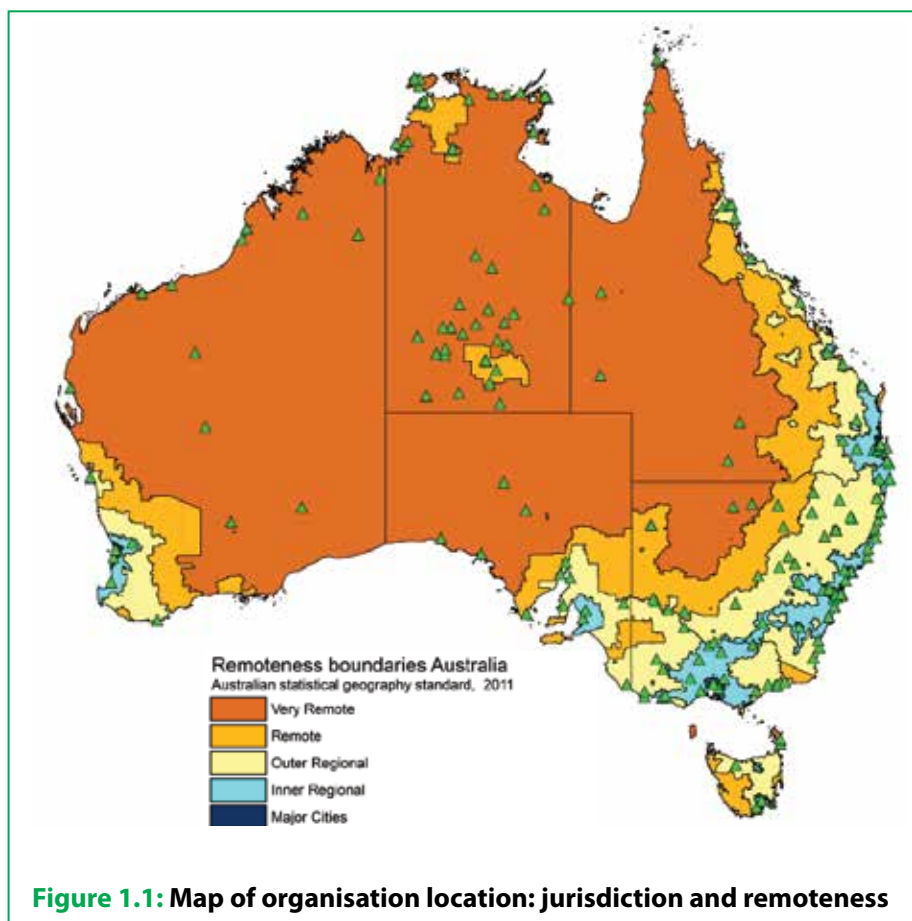 Remoteness boundaries Australia
Australian statistical geography standard, 2011
Very Remote
Remote
Outer Regional
Inner Regional
Major Cities
Figure 1.1: Map of organisation location: jurisdiction and remoteness